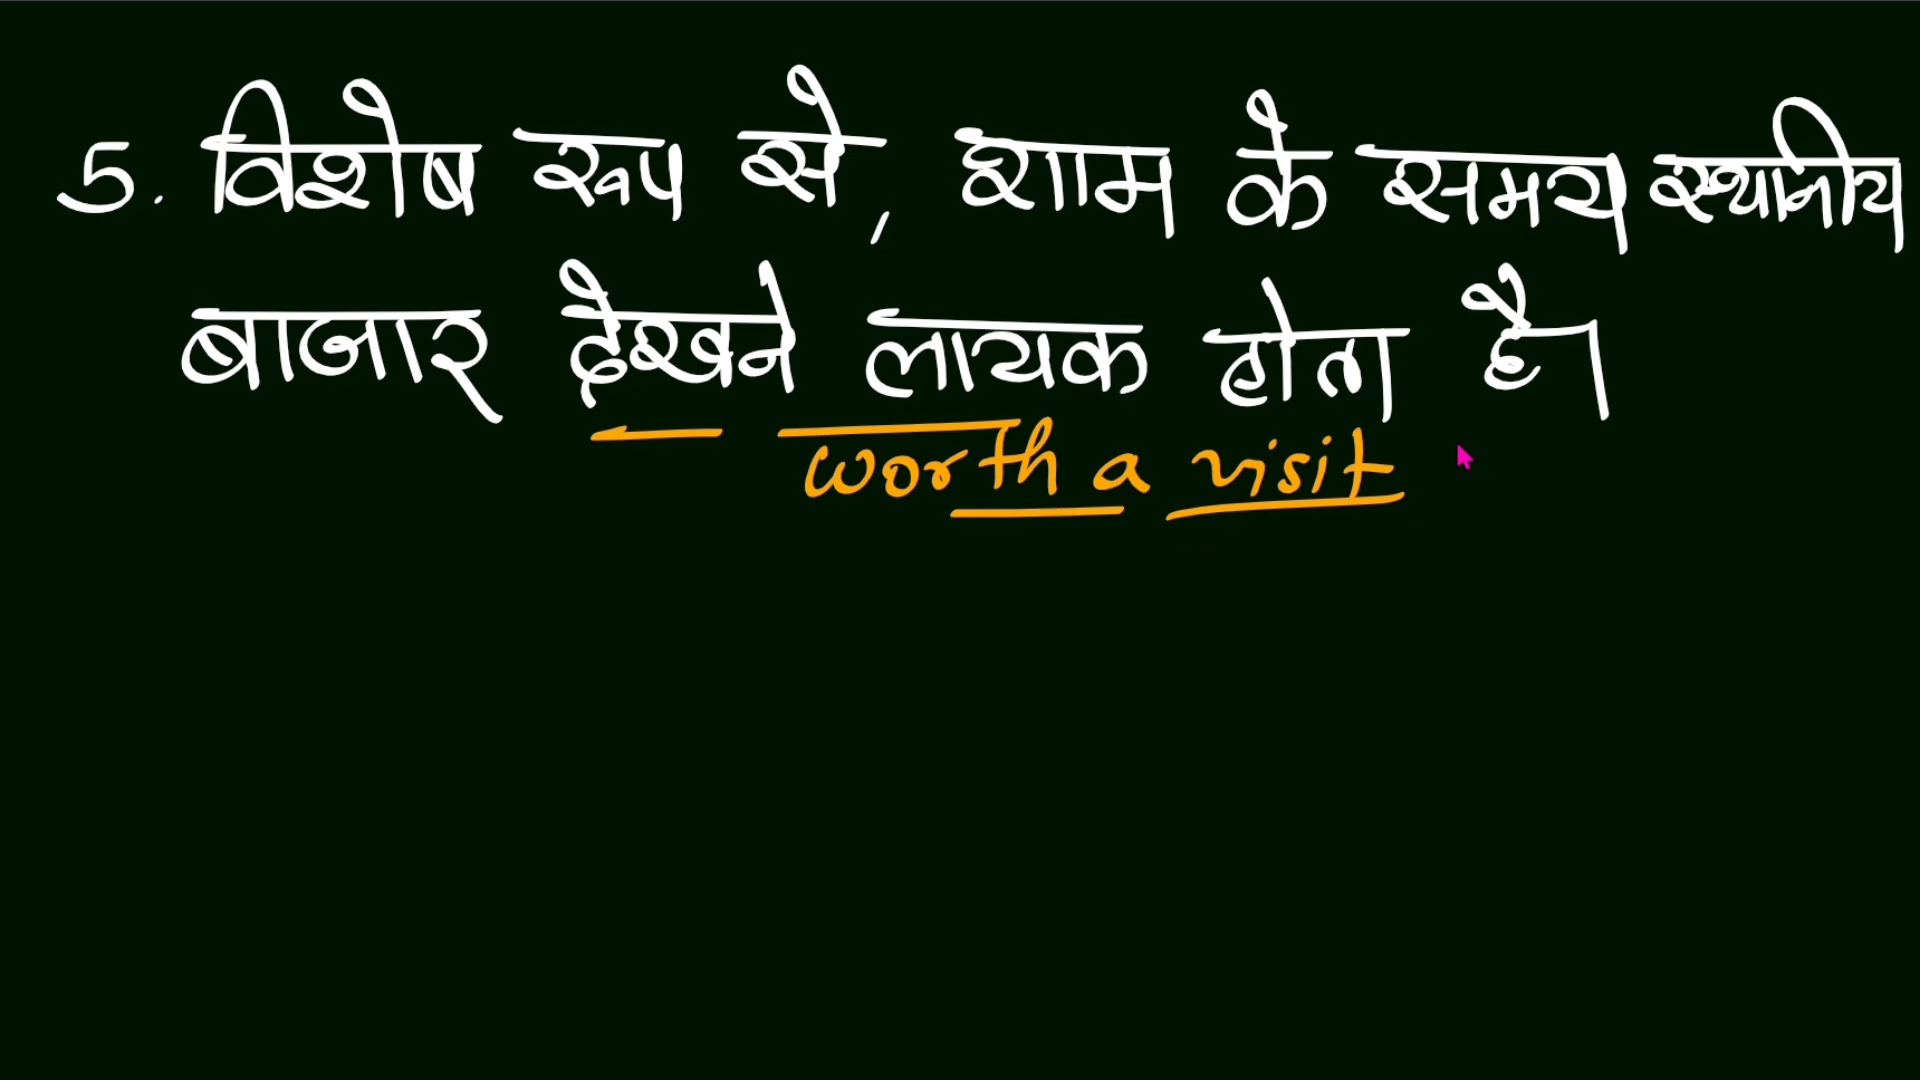 5. विशेष रूप से, शाम के समय स्थानीय
बाजार देखने लायक होता है।
worth a visit